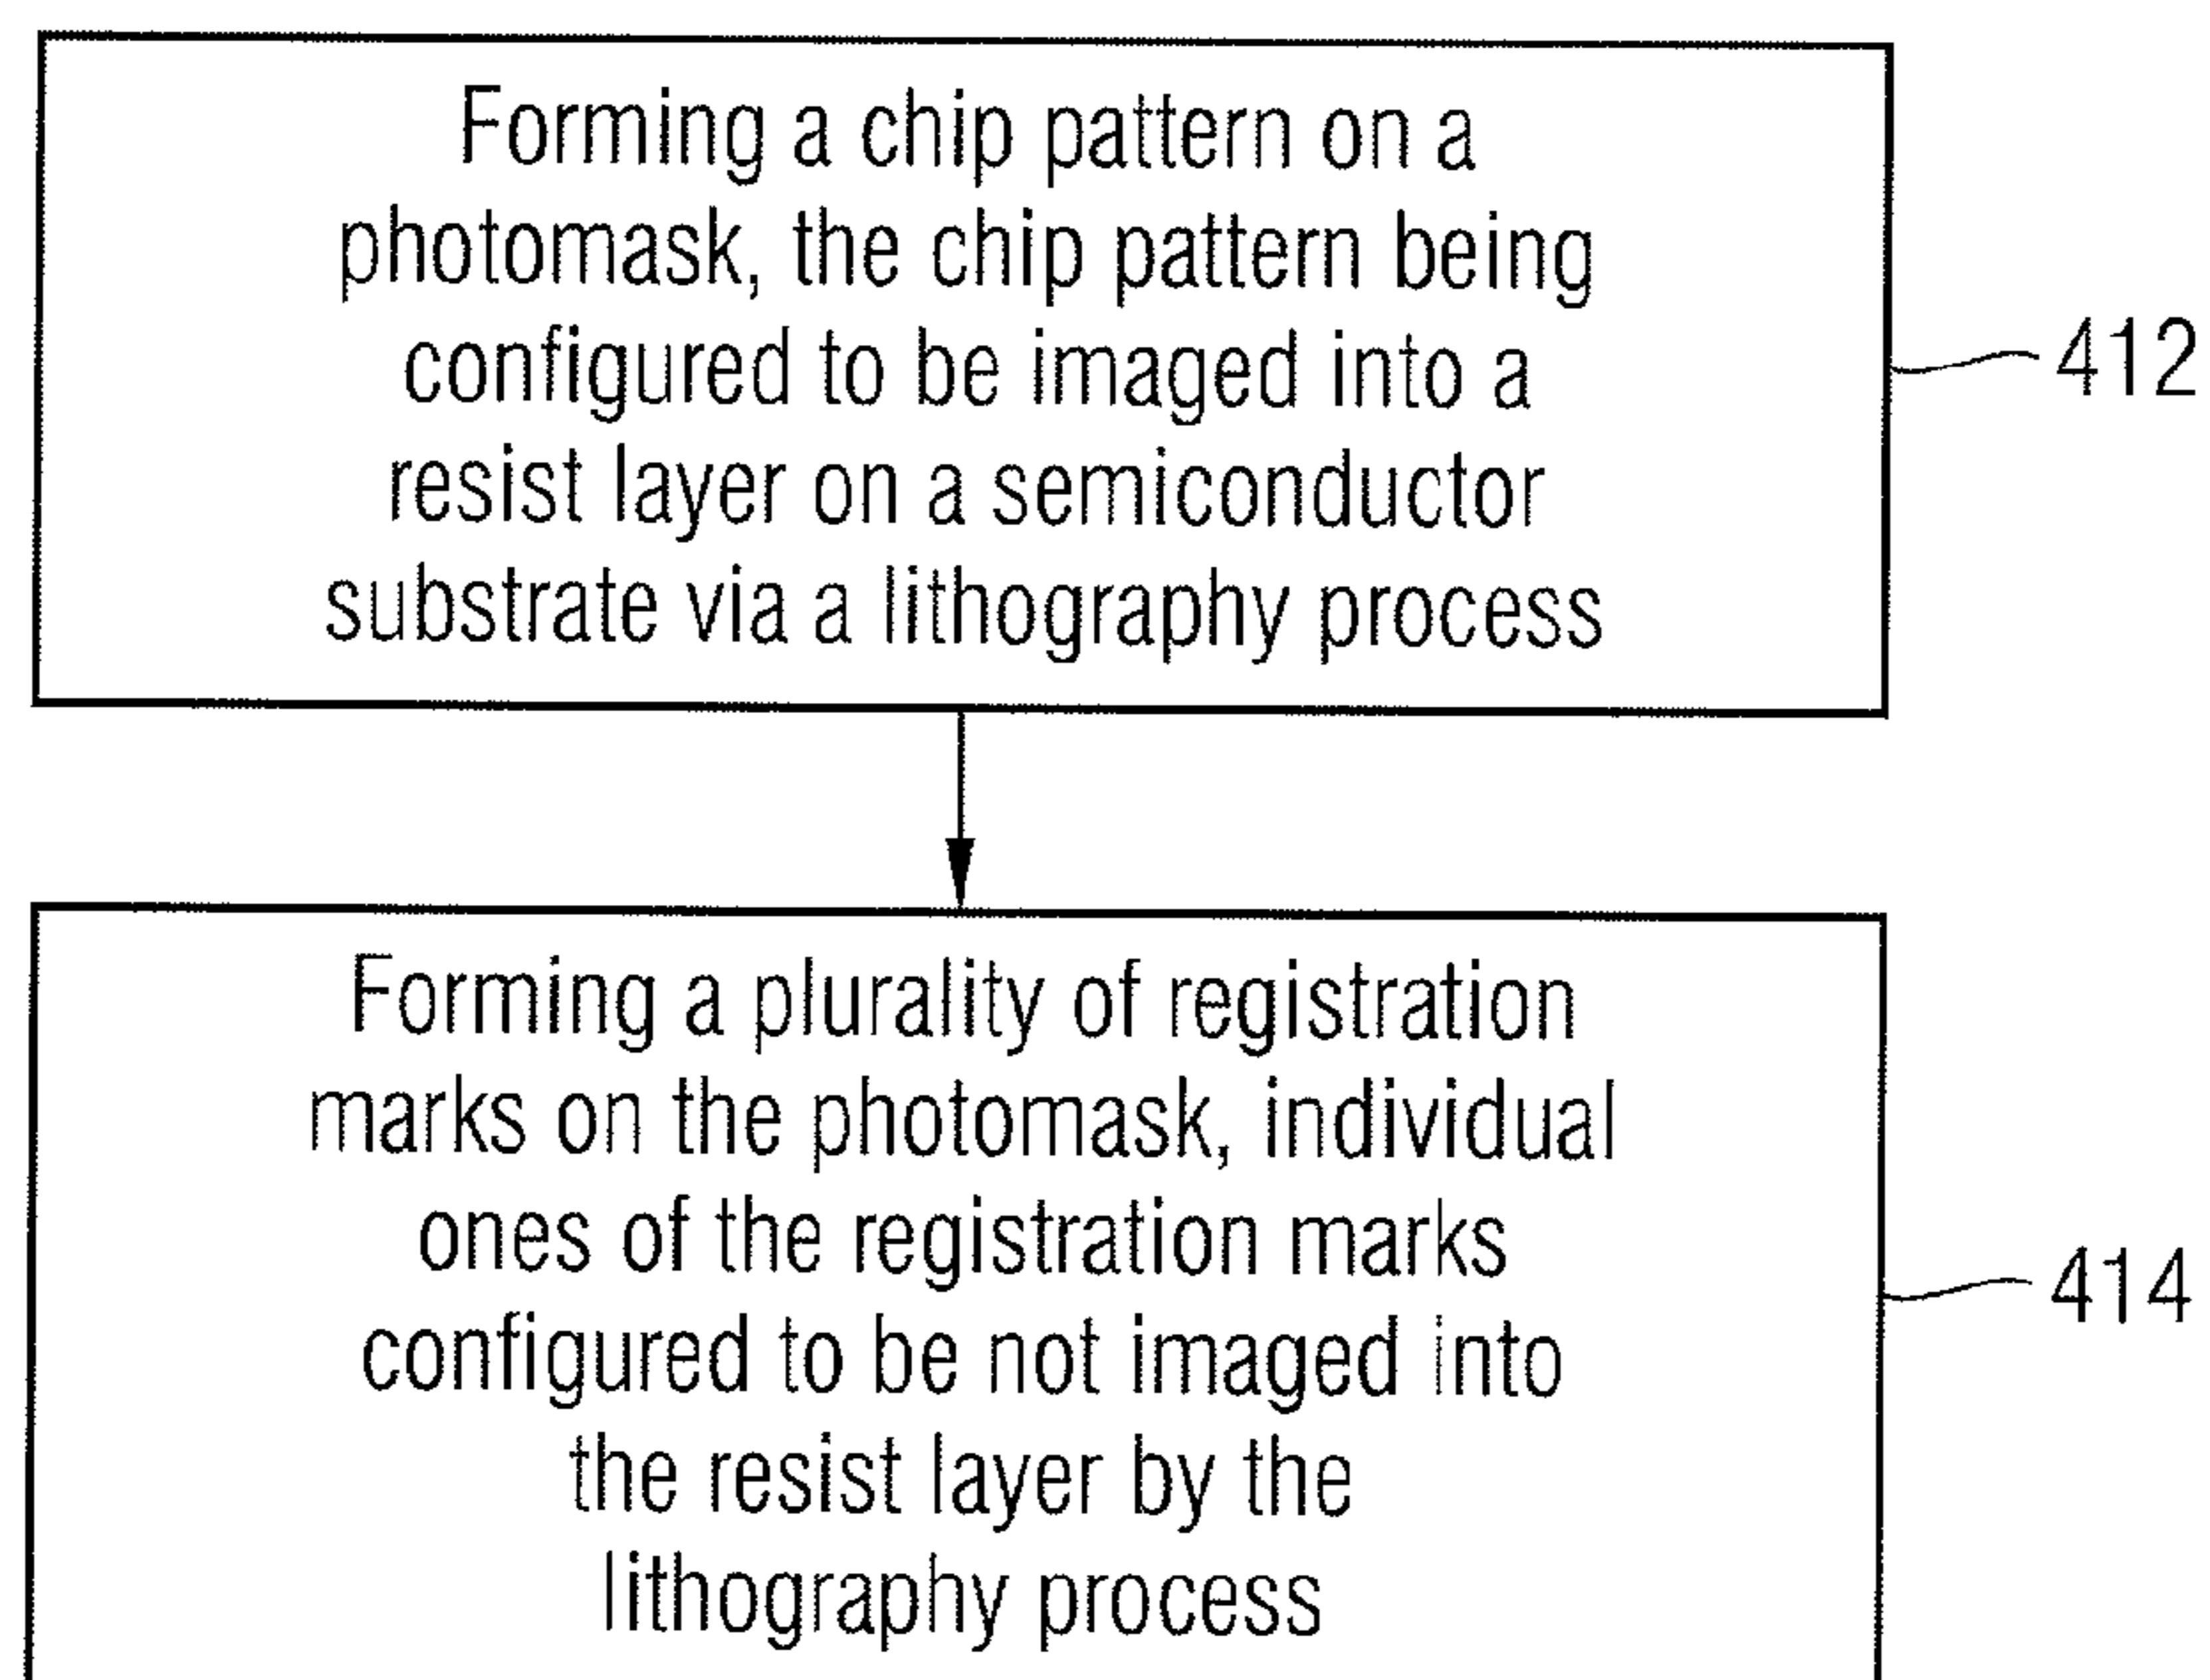 Forming a chip pattern on a
photomask, the chip pattern being
configured to be imaged into a
resist layer on a semiconductor
substrate via a lithography process
412
Forming a plurality of registration
marks on the photomask, individual
ones of the registration marks
configured to be not imaged into
the resist layer by the
lithography process
414